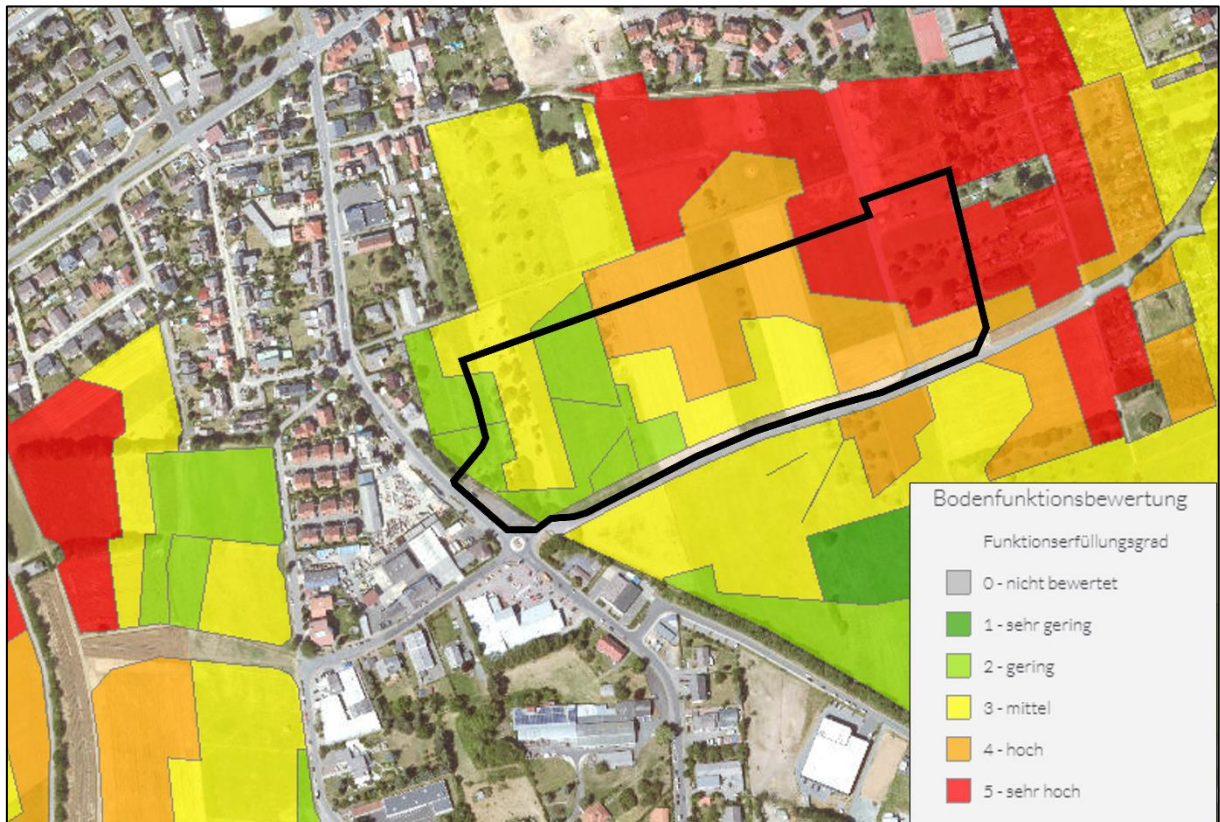 Bodenfunktionsbewertung
Funktionserfüllungsgrad
0 - nicht bewertet
1 - sehr gering
2 - gering
3 - mittel
4 - hoch
5 - sehr hoch